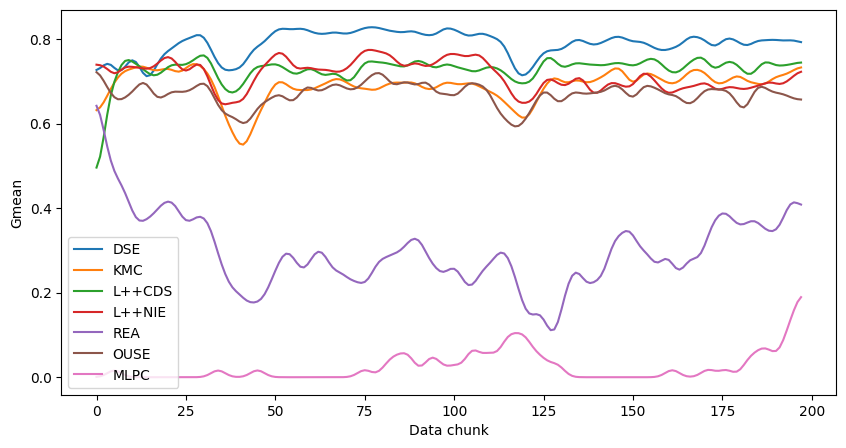 Gmean
0.8
0.6
0.4
0.2
0.0
DSE
KMC
L++CDS
L++NIE
REA
OUSE
MLPC
0 25 50 75 100 125 150 175 200
Data chunk